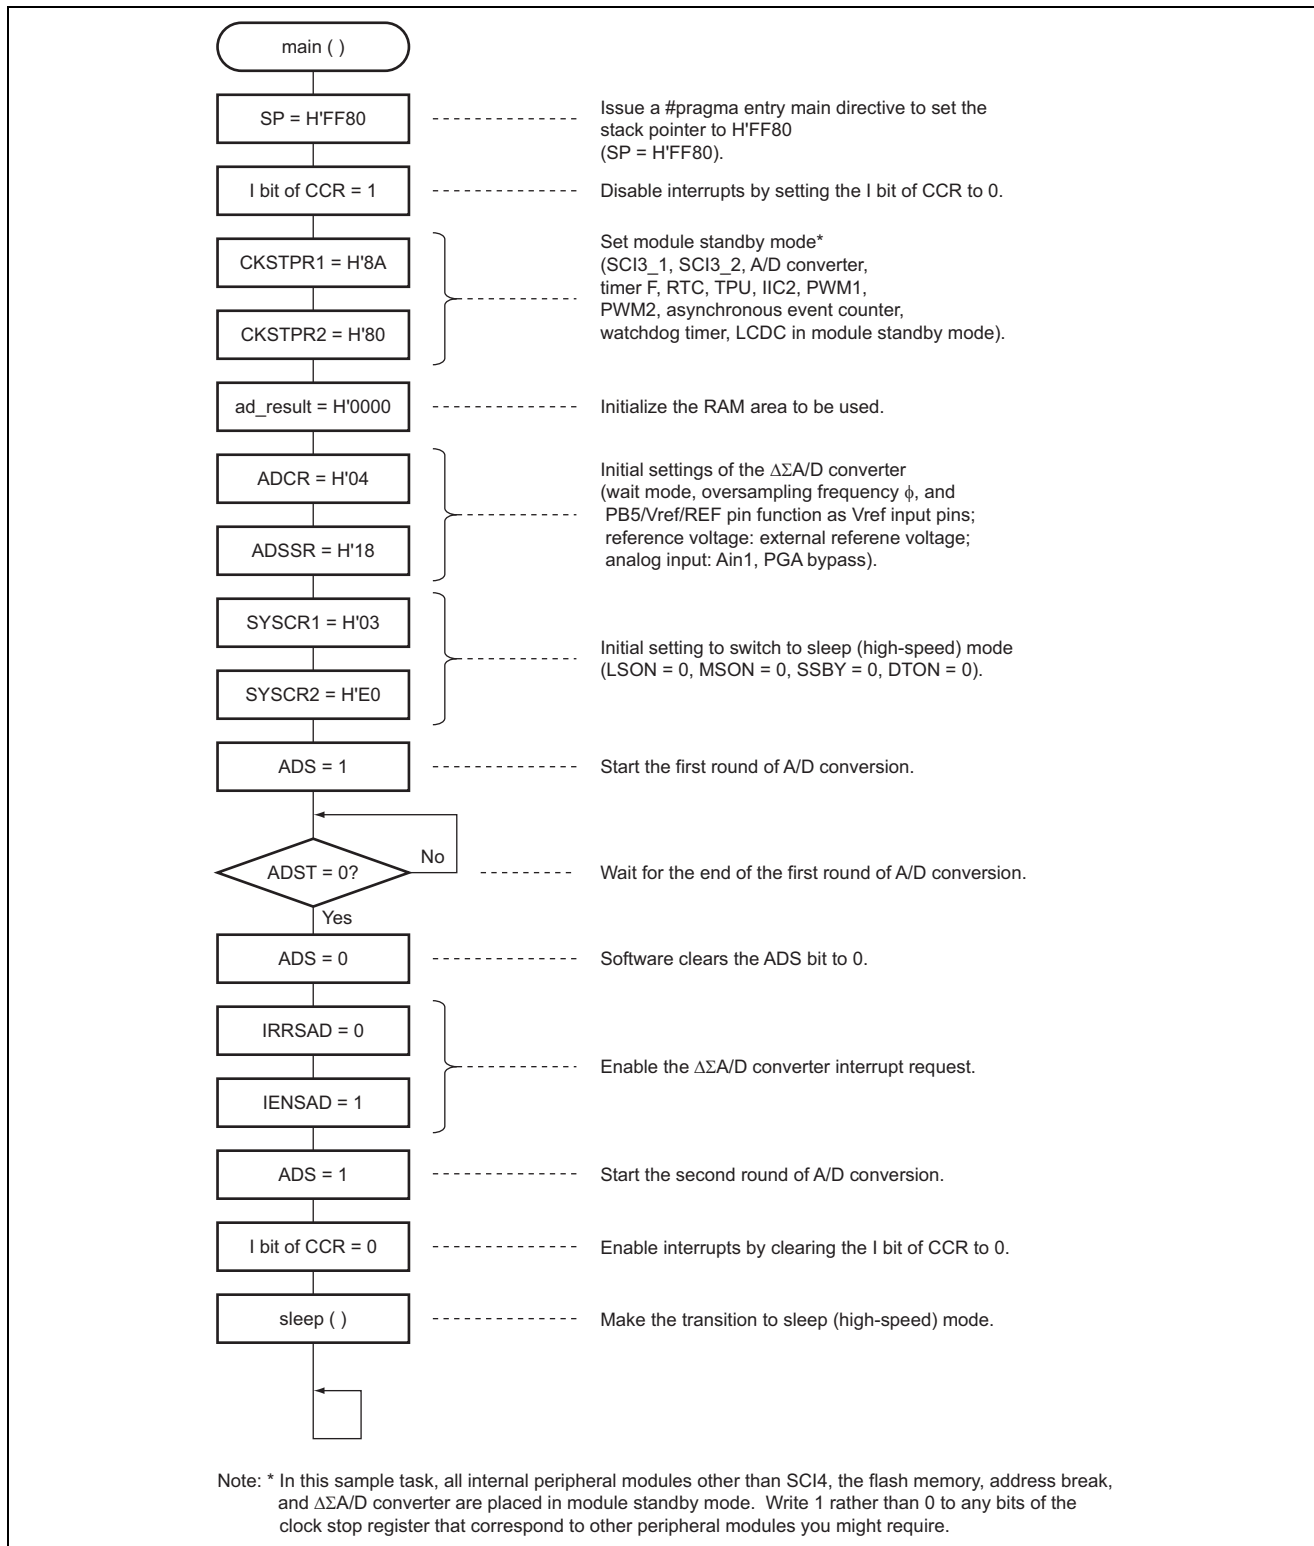 main ( )
SP = H'FF80
Issue a #pragma entry main directive to set the
stack pointer to H'FF80
(SP = H'FF80).
I bit of CCR = 1
Disable interrupts by setting the I bit of CCR to 0.
CKSTPR1 = H'8A
CKSTPR2 = H'80
Set module standby mode*
(SCI3_1, SCI3_2, A/D converter,
timer F, RTC, TPU, IIC2, PWM1,
PWM2, asynchronous event counter,
watchdog timer, LCDC in module standby mode).
ad_result = H'0000
Initialize the RAM area to be used.
ADCR = H'04
ADSSR = H'18
Initial settings of the ΔΣA/D converter
(wait mode, oversampling frequency ϕ, and
PB5/Vref/REF pin function as Vref input pins;
reference voltage: external referene voltage;
analog input: Ain1, PGA bypass).
SYSCR1 = H'03
SYSCR2 = H'E0
Initial setting to switch to sleep (high-speed) mode
(LSON = 0, MSON = 0, SSBY = 0, DTON = 0).
ADS = 1
Start the first round of A/D conversion.
ADST = 0?
No
Wait for the end of the first round of A/D conversion.
Yes
ADS = 0
Software clears the ADS bit to 0.
IRRSAD = 0
IENSAD = 1
Enable the ΔΣA/D converter interrupt request.
ADS = 1
Start the second round of A/D conversion.
I bit of CCR = 0
Enable interrupts by clearing the I bit of CCR to 0.
sleep ( )
Make the transition to sleep (high-speed) mode.
Note: * In this sample task, all internal peripheral modules other than SCI4, the flash memory, address break,
and ΔΣA/D converter are placed in module standby mode. Write 1 rather than 0 to any bits of the
clock stop register that correspond to other peripheral modules you might require.